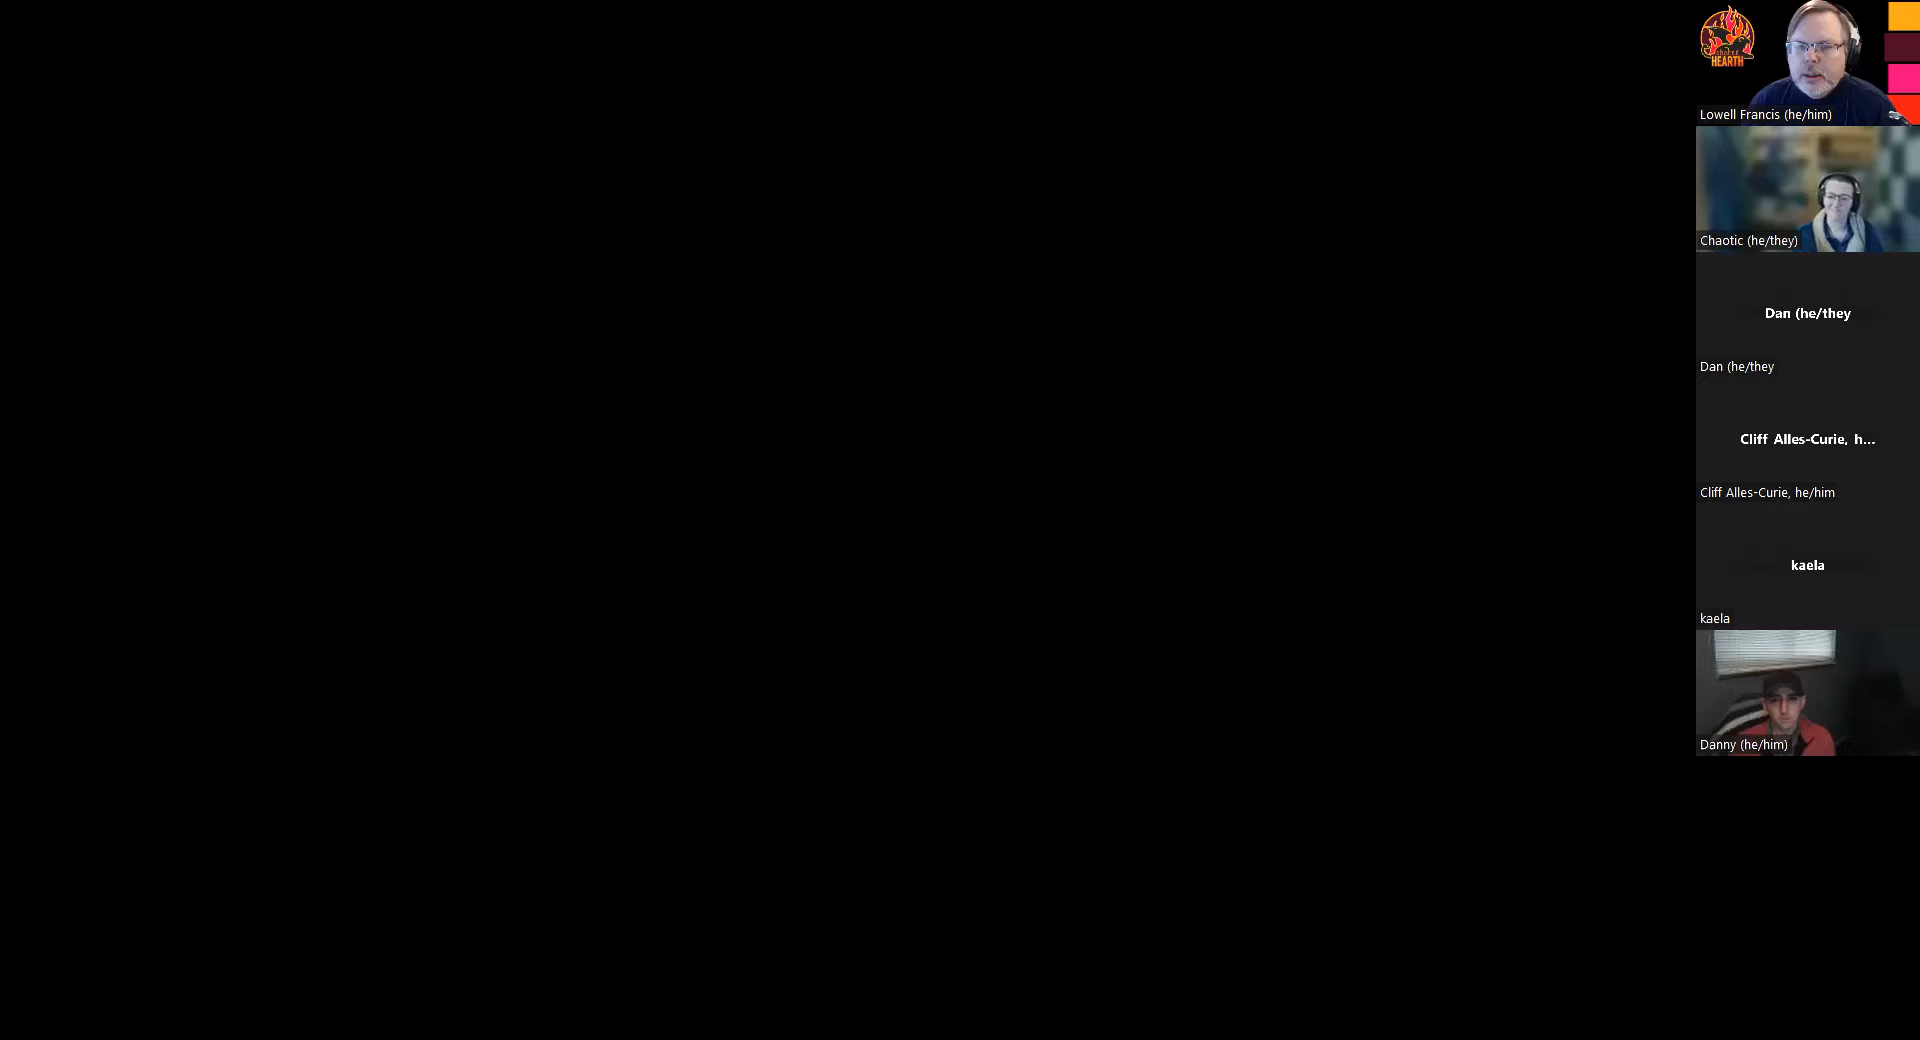 HEARTH
Lowell Francis (he/him)
Chaotic (he/they)
Dan (he/they
Dan (he/they
Cliff Alles-Curie, h...
Cliff Alles-Curie, he/him
kaela
kaela
Danny (he/him)